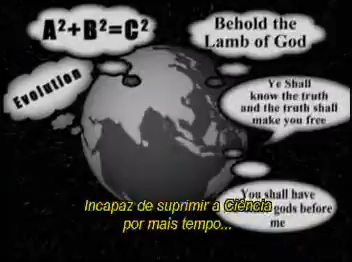 A²+B²=C²
Behold the
Lamb of God
Evolution
Ye Shall
know the truth
and the truth shall
make you free
You shall have
gods before
me
Incapaz de suprimir a Ciência
por mais tempo...